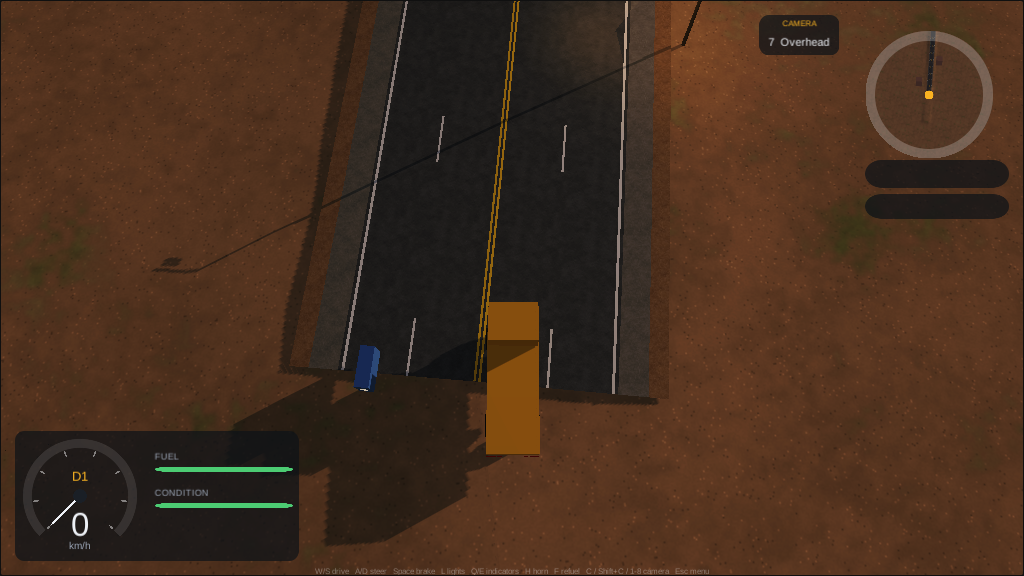 CAMERA
7 Overhead
FUEL
D1
CONDITION
0
km/h
W/S drive A/D steer Space brake L lights Q/E indicators H horn F refuel C / Shift+C / 1-8 camera Esc menu